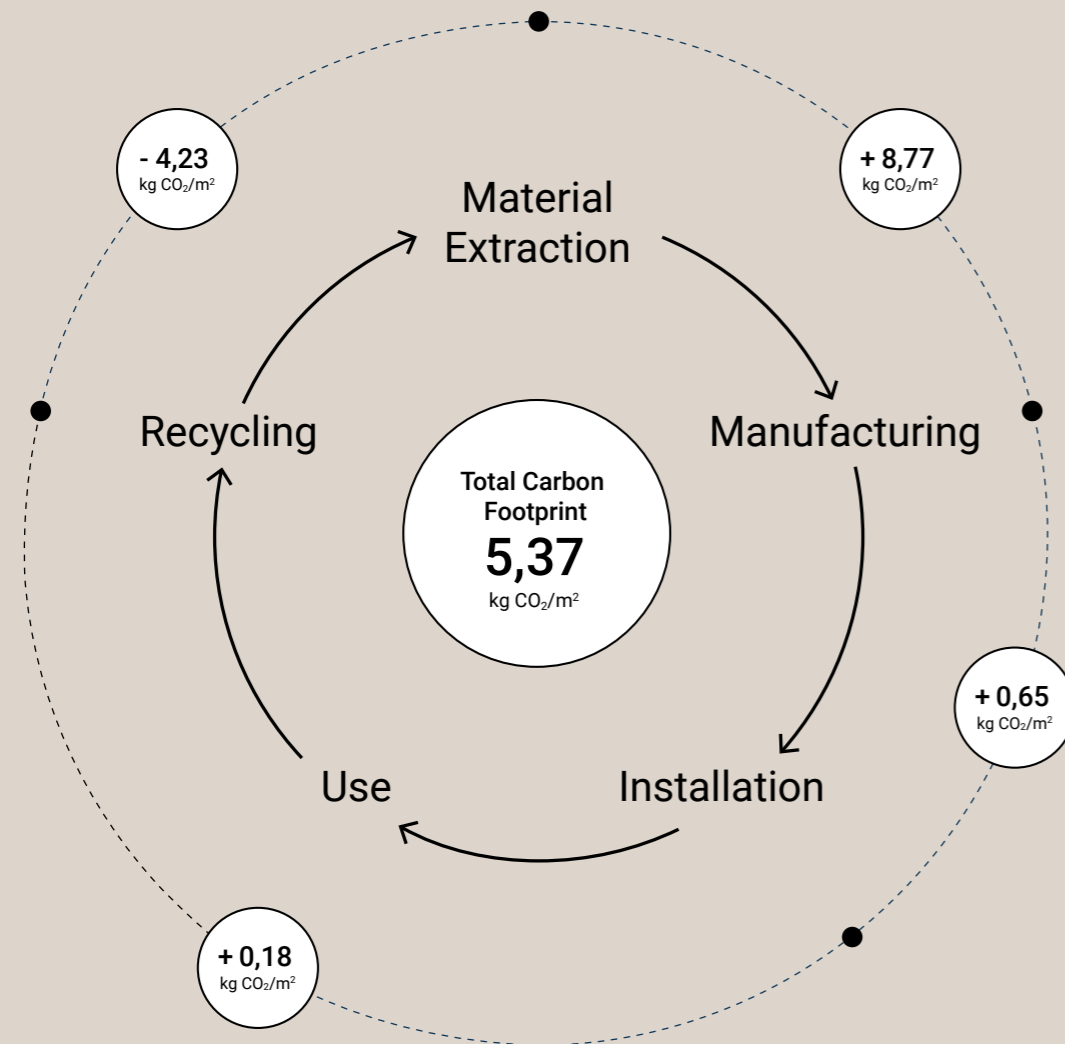 - 4,23
kg CO₂/m²
+ 8,77
kg CO₂/m²
Material
Extraction
Recycling
Manufacturing
Total Carbon
Footprint
5,37
kg CO₂/m²
+ 0,65
kg CO₂/m²
Use
Installation
+ 0,18
kg CO₂/m²